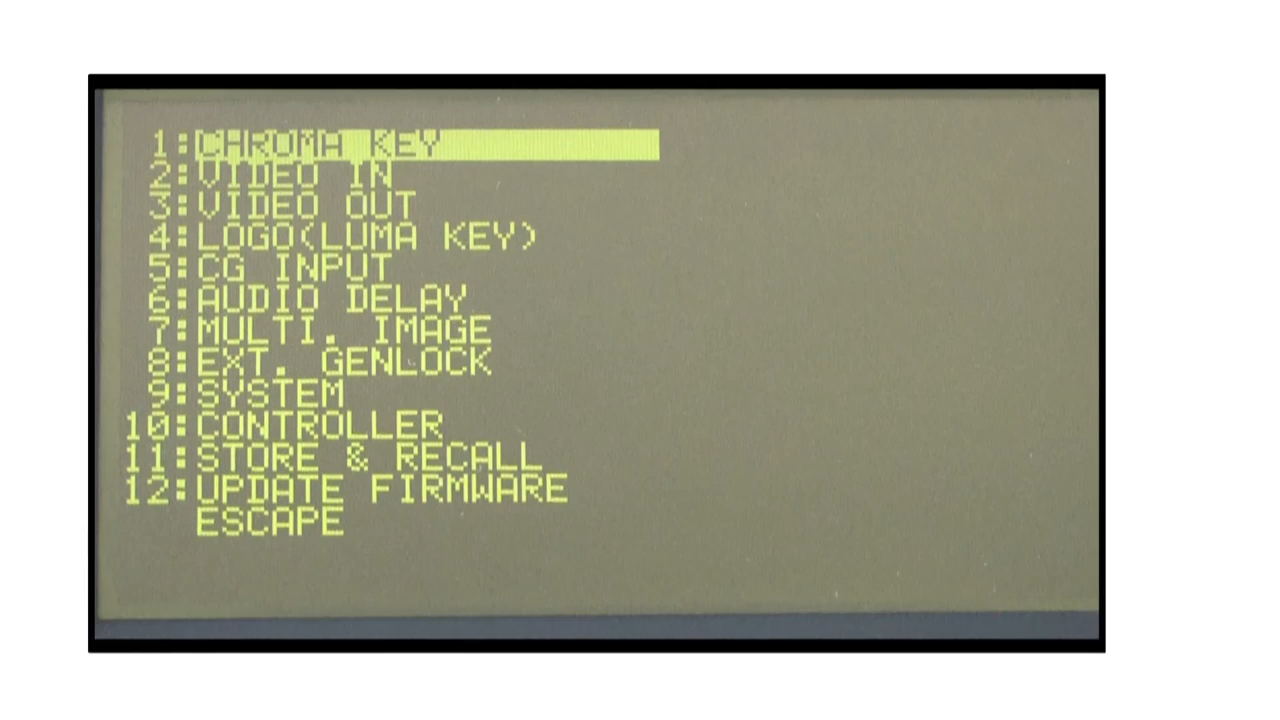 1:CHROMA KEY
2:VIDEO IN
3:VIDEO OUT
4:LOGO(LUMA KEY)
5:CG INPUT
6:AUDIO DELAY
7:MULTI. IMAGE
8:EXT. GENLOCK
9:SYSTEM
10:CONTROLLER
11:STORE & RECALL
12:UPDATE FIRMWARE
ESCAPE